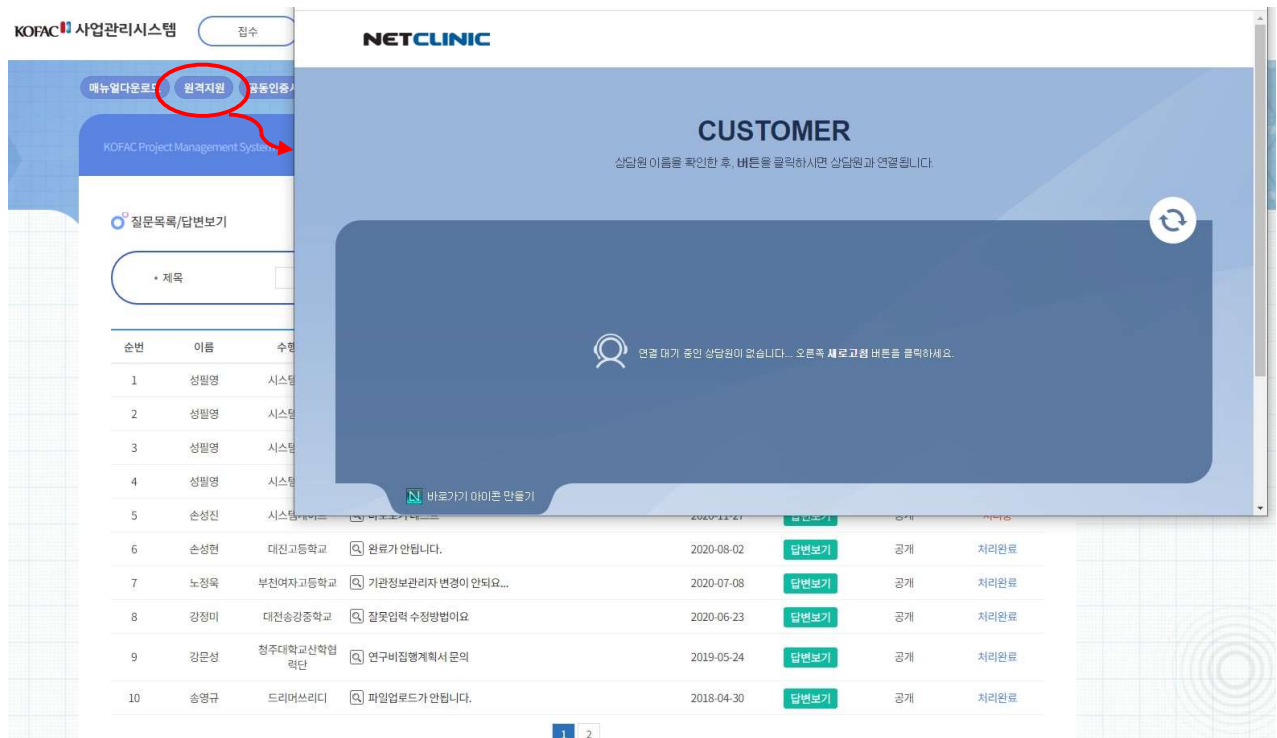 KOFAC 사업관리시스템
접수
NETCLINIC
매뉴얼다운로드 원격지원 공동인증
CUSTOMER
KOFAC Project Management System
상담원 이름을 확인한 후, 버튼을 클릭하시면 상담원과 연결됩니다.
질문목록/답변보기
• 제목
연결 대기 중인 상담원이 없습니다... 오른쪽 새로고침 버튼을 클릭하세요.
순번 이름
1 성필영
2 성필영
3 성필영
4 성필영
N 바로가기 아이콘 만들기
5 손성진 2020-11-27 답변보기 공개
6 손성현 대진고등학교 완료가 안됩니다. 2020-08-02 답변보기 공개 처리완료
7 노정욱 부천여자고등학교 기관정보관리자 변경이 안되요... 2020-07-08 답변보기 공개 처리완료
8 강정미 대전송강중학교 잘못입력 수정방법이요 2020-06-23 답변보기 공개 처리완료
9 강문성 청주대학교산학협
력단 연구비집행계획서 문의 2019-05-24 답변보기 공개 처리완료
10 송영규 드리머쓰리디 파일업로드가 안됩니다. 2018-04-30 답변보기 공개 처리완료
1 2